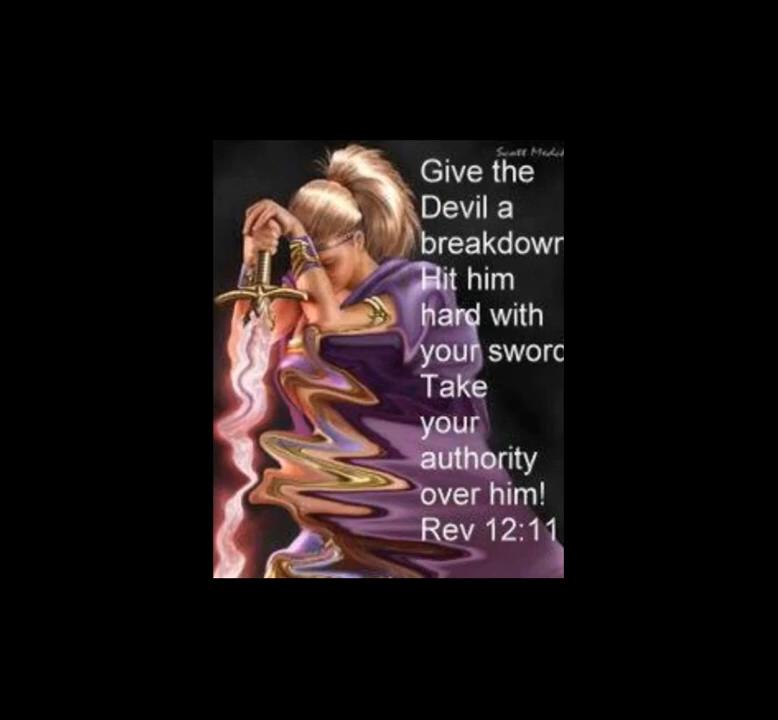 Give the
Devil a
breakdown
Hit him
hard with
your sword
Take
your
authority
over him!
Rev 12:11